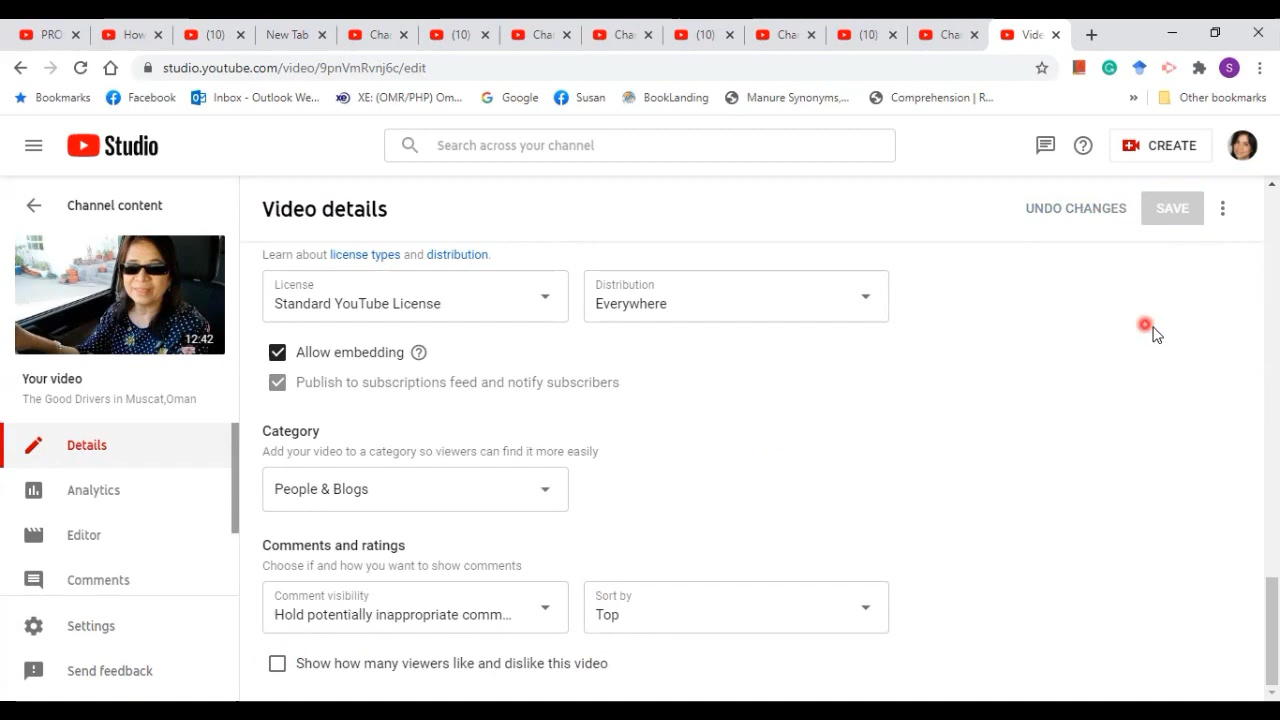 PRO
How
(10)
New Tab
Cha
(10)
Cha
Cha
(10)
Cha
(10)
Cha
Vide
studio.youtube.com/video/9pnVmRvnj6c/edit
S
Bookmarks
Facebook
Inbox - Outlook We...
XE: (OMR/PHP) Om...
Google
Susan
BookLanding
Manure Synonyms,...
Comprehension | R...
»
Other bookmarks
Studio
Search across your channel
CREATE
Channel content
12:42
Your video
The Good Drivers in Muscat,Oman
Details
Analytics
Editor
Comments
Settings
Send feedback
Video details
UNDO CHANGES
SAVE
Learn about license types and distribution.
License
Standard YouTube License
Distribution
Everywhere
Allow embedding
Publish to subscriptions feed and notify subscribers
Category
Add your video to a category so viewers can find it more easily
People & Blogs
Comments and ratings
Choose if and how you want to show comments
Comment visibility
Hold potentially inappropriate comm...
Sort by
Top
Show how many viewers like and dislike this video